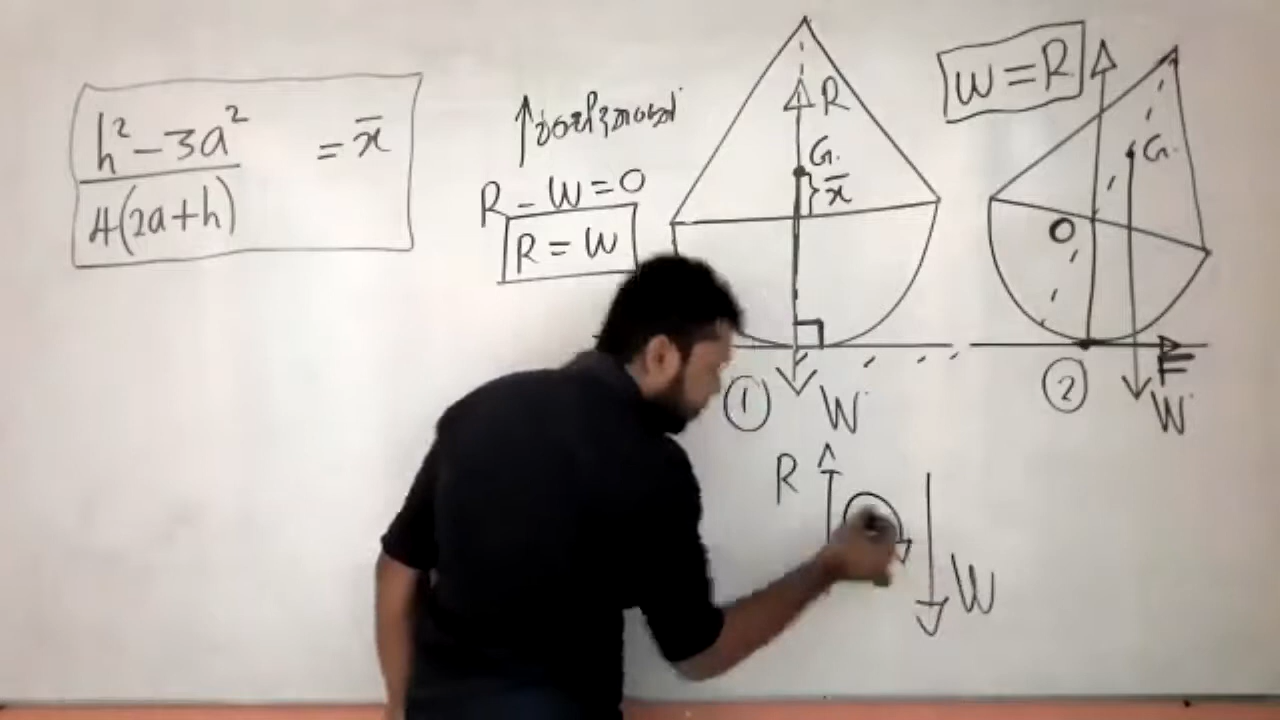 h² - 3a² / 4(2a+h) = x̄
R - W = 0
R = W
R
G.
x̄
W
①
W = R
G.
O
F
W
②
R
W